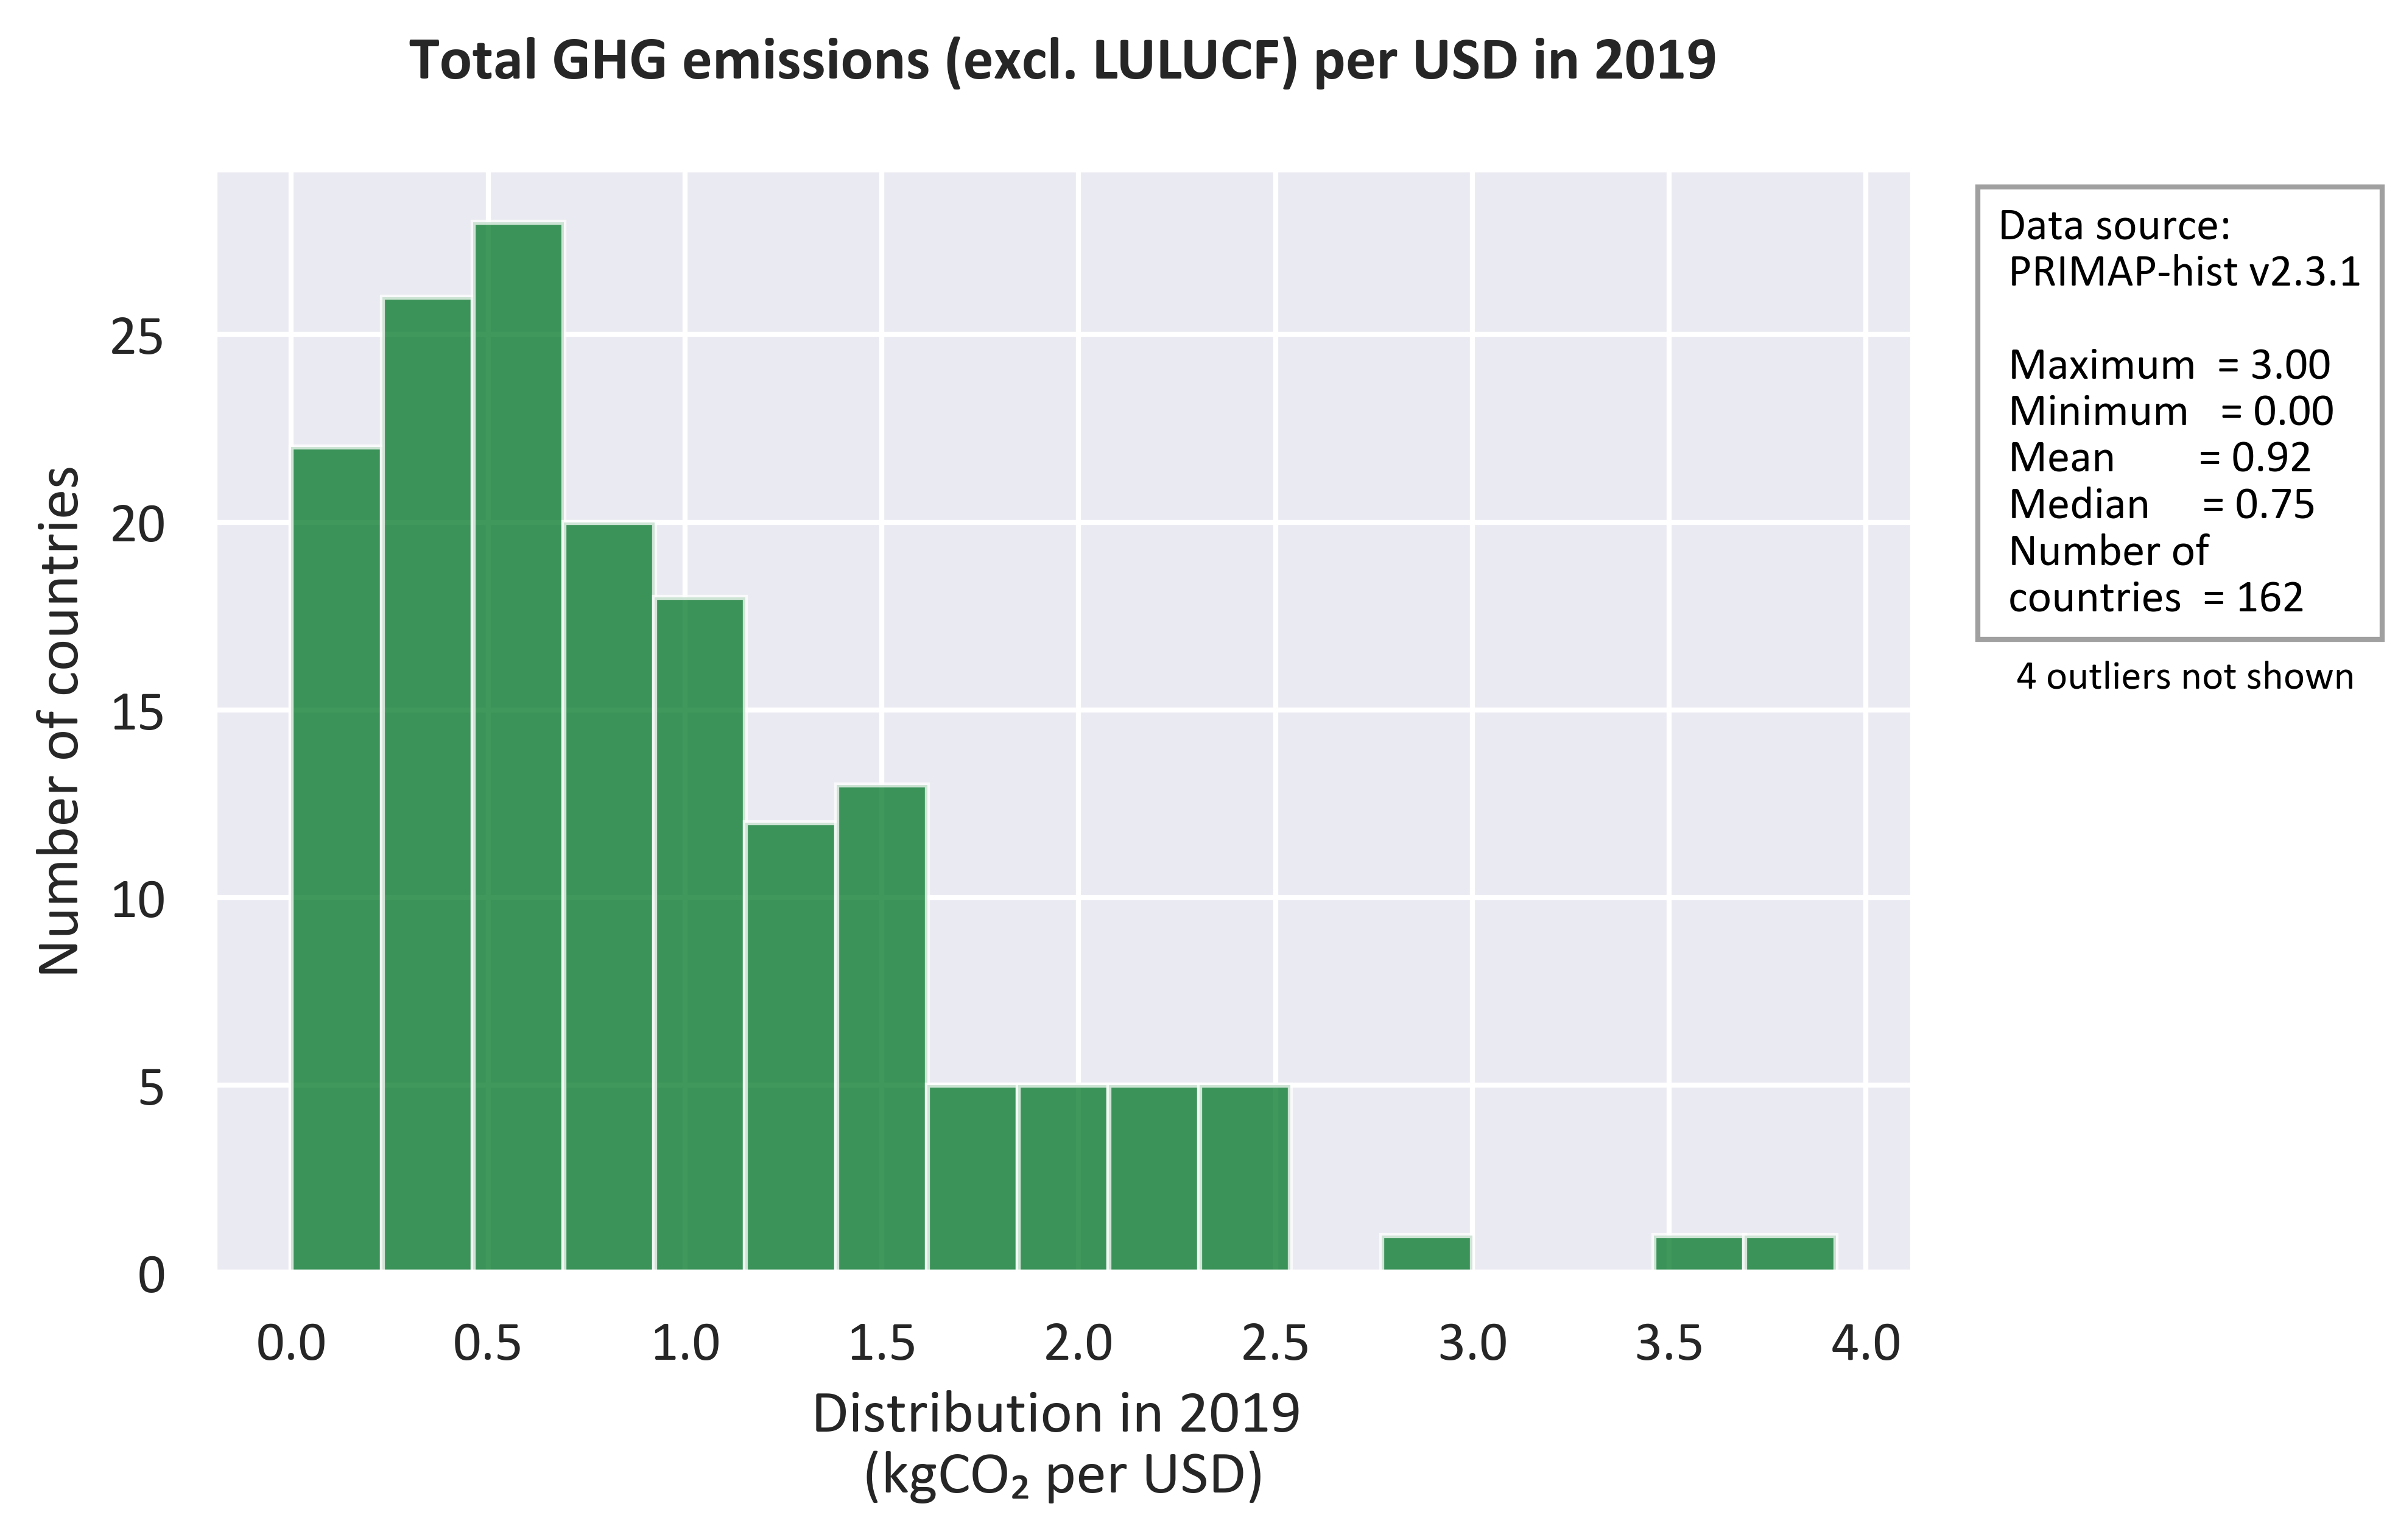 Total GHG emissions (excl. LULUCF) per USD in 2019
Number of countries
25
20
15
10
5
0
0.0 0.5 1.0 1.5 2.0 2.5 3.0 3.5 4.0
Distribution in 2019
(kgCO₂ per USD)
Data source:
PRIMAP-hist v2.3.1
Maximum = 3.00
Minimum = 0.00
Mean = 0.92
Median = 0.75
Number of
countries = 162
4 outliers not shown